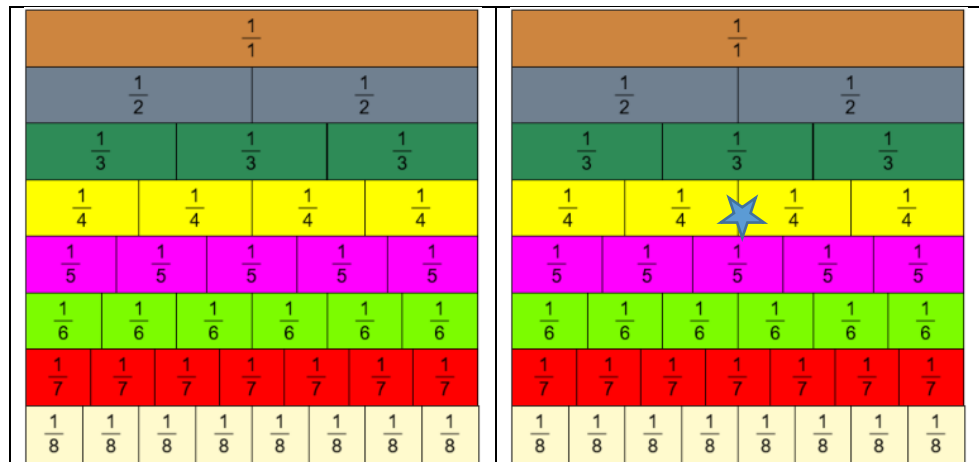 1/1 1/1
1/2 1/2 1/2 1/2
1/3 1/3 1/3 1/3 1/3 1/3
1/4 1/4 1/4 1/4 1/4 1/4 1/4 1/4
1/5 1/5 1/5 1/5 1/5 1/5 1/5 1/5 1/5 1/5
1/6 1/6 1/6 1/6 1/6 1/6 1/6 1/6 1/6 1/6 1/6 1/6
1/7 1/7 1/7 1/7 1/7 1/7 1/7 1/7 1/7 1/7 1/7 1/7 1/7 1/7
1/8 1/8 1/8 1/8 1/8 1/8 1/8 1/8 1/8 1/8 1/8 1/8 1/8 1/8 1/8 1/8